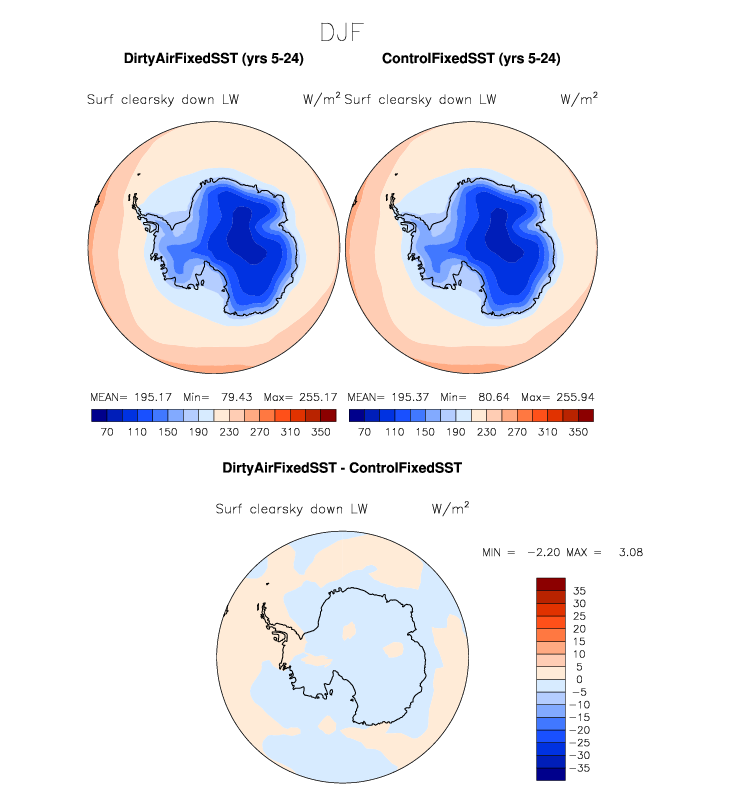 DJF
DirtyAirFixedSST (yrs 5-24) ControlFixedSST (yrs 5-24)
Surf clearsky down LW W/m² Surf clearsky down LW W/m²
MEAN= 195.17 Min= 79.43 Max= 255.17 MEAN= 195.37 Min= 80.64 Max= 255.94
70 110 150 190 230 270 310 350 70 110 150 190 230 270 310 350
DirtyAirFixedSST - ControlFixedSST
Surf clearsky down LW W/m²
MIN = −2.20 MAX = 3.08
35
30
25
20
15
10
5
0
−5
−10
−15
−20
−25
−30
−35